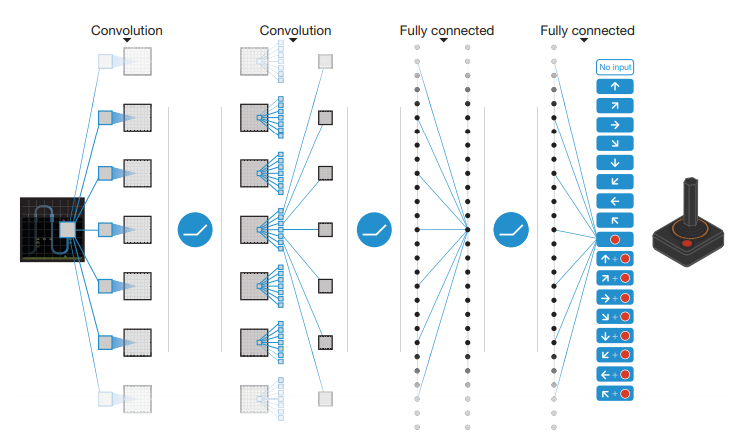 Convolution
Convolution
Fully connected
Fully connected
No input
+
+
+
+
+
+
+
+